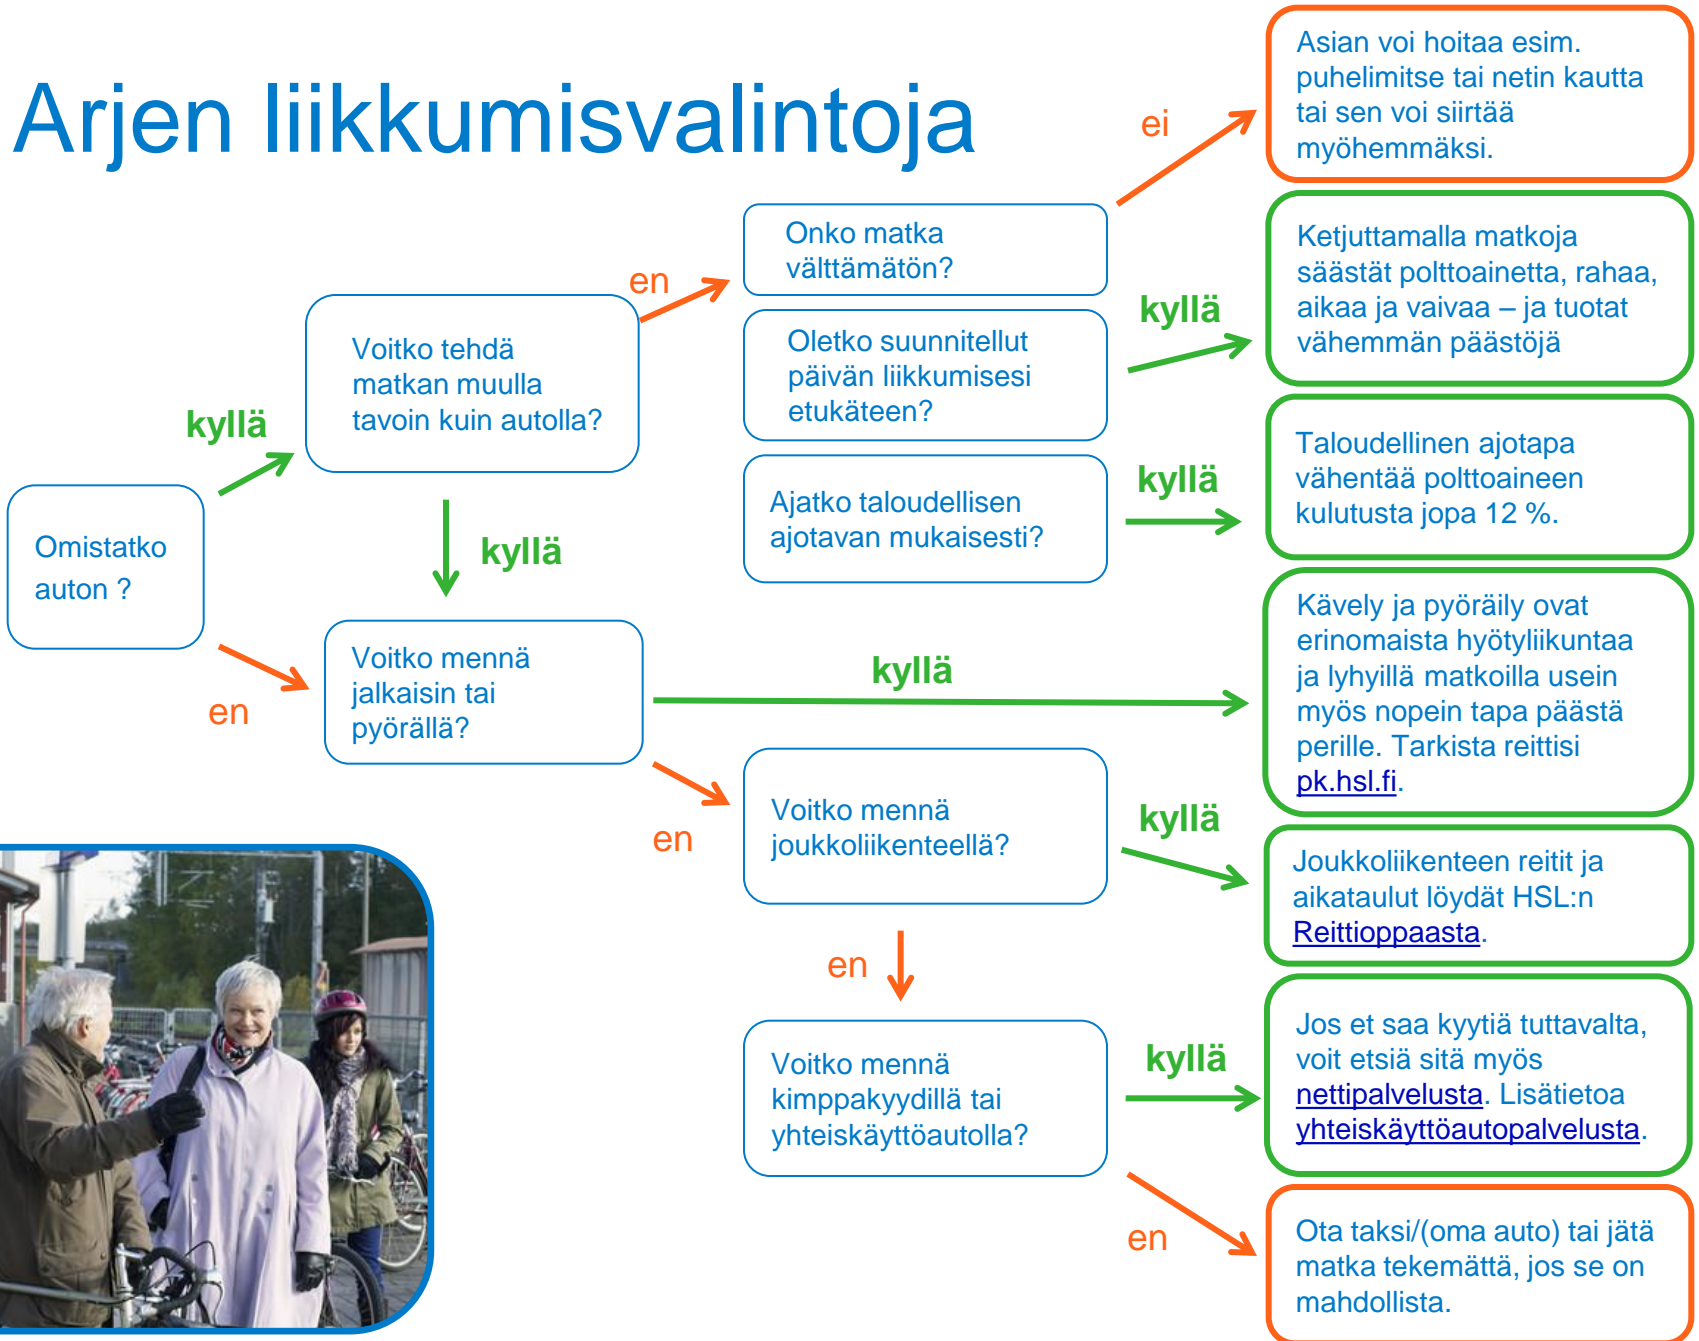 Arjen liikkumisvalintoja
Omistatko
auton ?
kyllä
en
Voitko tehdä
matkan muulla
tavoin kuin autolla?
en
kyllä
Onko matka
välttämätön?
ei
Asian voi hoitaa esim.
puhelimitse tai netin kautta
tai sen voi siirtää
myöhemmäksi.
Oletko suunnitellut
päivän liikkumisesi
etukäteen?
kyllä
Ketjuttamalla matkoja
säästät polttoainetta, rahaa,
aikaa ja vaivaa – ja tuotat
vähemmän päästöjä
Ajatko taloudellisen
ajotavan mukaisesti?
kyllä
Taloudellinen ajotapa
vähentää polttoaineen
kulutusta jopa 12 %.
Voitko mennä
jalkaisin tai
pyörällä?
kyllä
Kävely ja pyöräily ovat
erinomaista hyötyliikuntaa
ja lyhyillä matkoilla usein
myös nopein tapa päästä
perille. Tarkista reittisi
pk.hsl.fi.
en
Voitko mennä
joukkoliikenteellä?
kyllä
Joukkoliikenteen reitit ja
aikataulut löydät HSL:n
Reittioppaasta.
en
Voitko mennä
kimppakyydillä tai
yhteiskäyttöautolla?
kyllä
Jos et saa kyytiä tuttavalta,
voit etsiä sitä myös
nettipalvelusta. Lisätietoa
yhteiskäyttöautopalvelusta.
en
Ota taksi/(oma auto) tai jätä
matka tekemättä, jos se on
mahdollista.